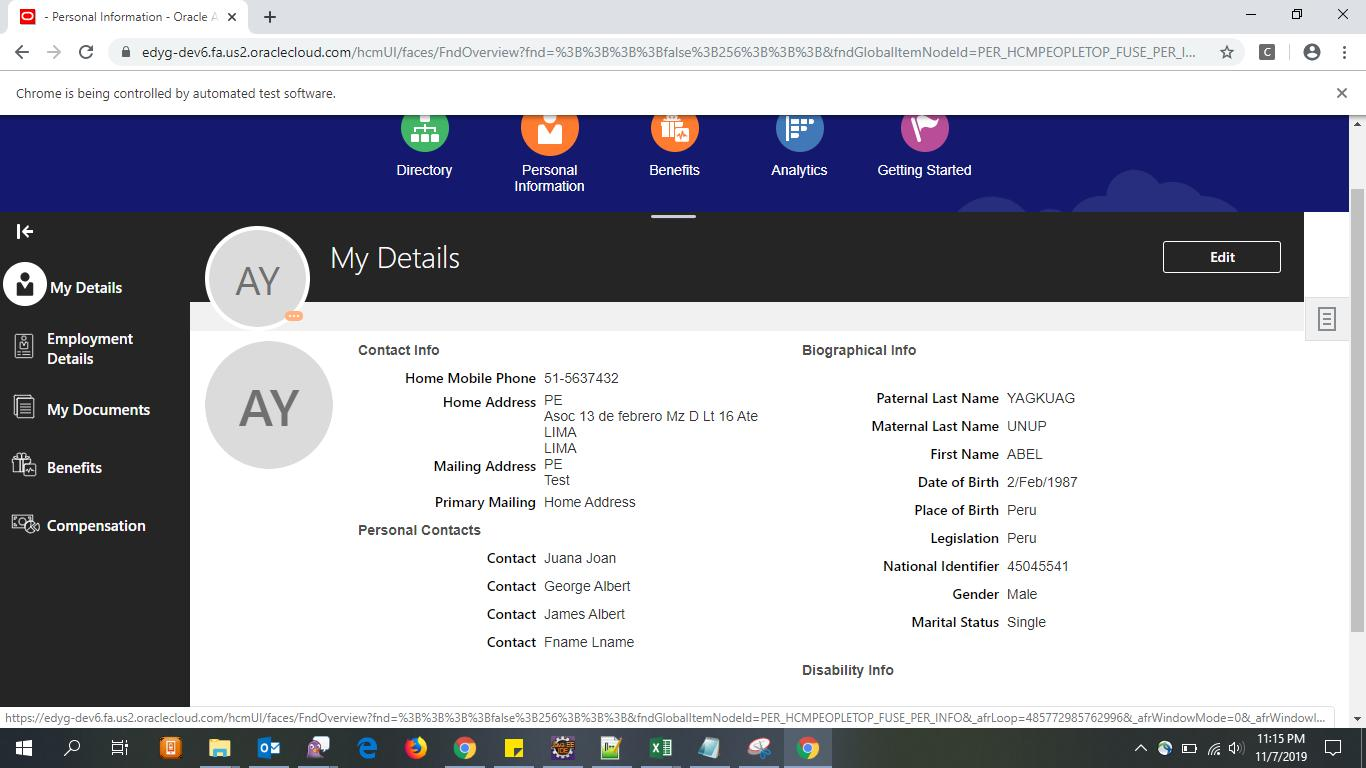 - Personal Information - Oracle A
edyg-dev6.fa.us2.oraclecloud.com/hcmUI/faces/FndOverview?fnd=%3B%3B%3B%3Bfalse%3B256%3B%3B%3B&fndGlobalItemNodeId=PER_HCMPEOPLETOP_FUSE_PER_I...
C
Chrome is being controlled by automated test software.
Directory
Personal
Information
Benefits
Analytics
Getting Started
AY
My Details
Edit
My Details
Employment
Details
My Documents
Benefits
Compensation
AY
Contact Info
Home Mobile Phone 51-5637432
Home Address PE
Asoc 13 de febrero Mz D Lt 16 Ate
LIMA
LIMA
Mailing Address PE
Test
Primary Mailing Home Address
Personal Contacts
Contact Juana Joan
Contact George Albert
Contact James Albert
Contact Fname Lname
Biographical Info
Paternal Last Name YAGKUAG
Maternal Last Name UNUP
First Name ABEL
Date of Birth 2/Feb/1987
Place of Birth Peru
Legislation Peru
National Identifier 45045541
Gender Male
Marital Status Single
Disability Info
https://edyg-dev6.fa.us2.oraclecloud.com/hcmUI/faces/FndOverview?fnd=%3B%3B%3B%3Bfalse%3B256%3B%3B%3B&fndGlobalItemNodeId=PER_HCMPEOPLETOP_FUSE_PER_INFO&_afrLoop=485772985762996&_afrWindowMode=0&_afrWindowI...
11:15 PM
11/7/2019